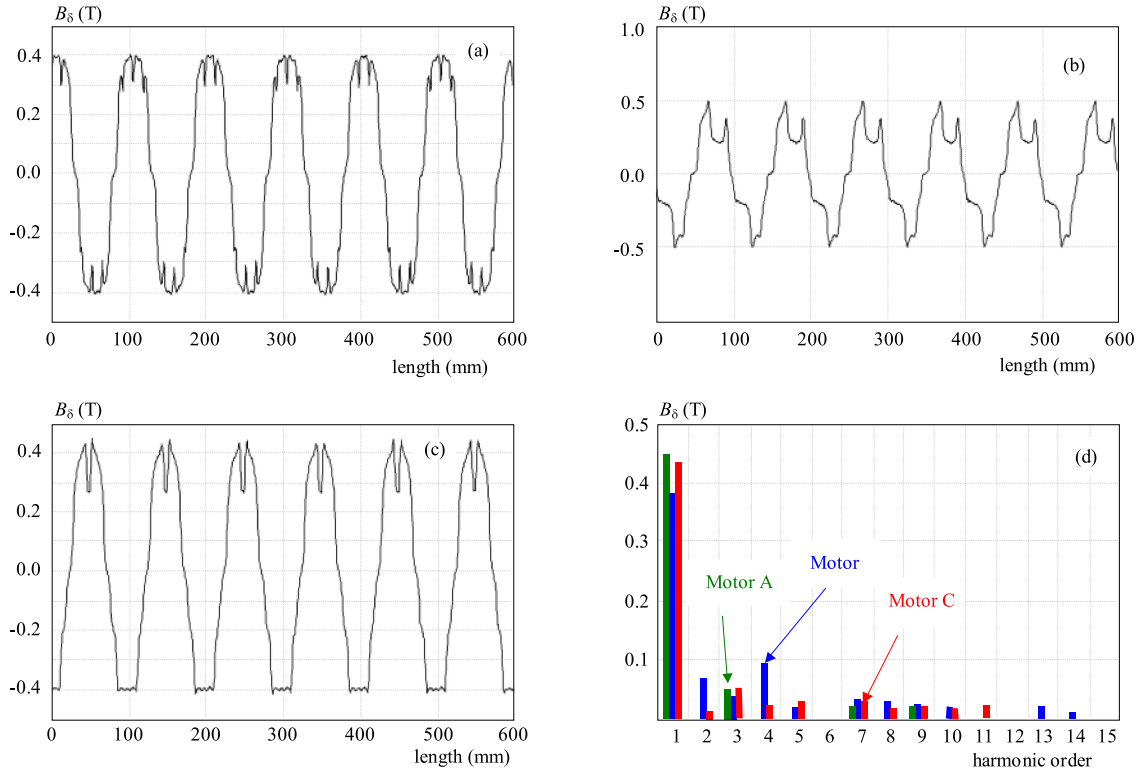 Bδ (T)
(a)
0.4
0.2
0.0
-0.2
-0.4
0 100 200 300 400 500 600
length (mm)
Bδ (T)
(b)
1.0
0.5
0.0
-0.5
0 100 200 300 400 500 600
length (mm)
Bδ (T)
(c)
0.4
0.2
0.0
-0.2
-0.4
0 100 200 300 400 500 600
length (mm)
Bδ (T)
(d)
0.5
0.4
0.3
0.2
0.1
Motor A
Motor
Motor C
1 2 3 4 5 6 7 8 9 10 11 12 13 14 15
harmonic order